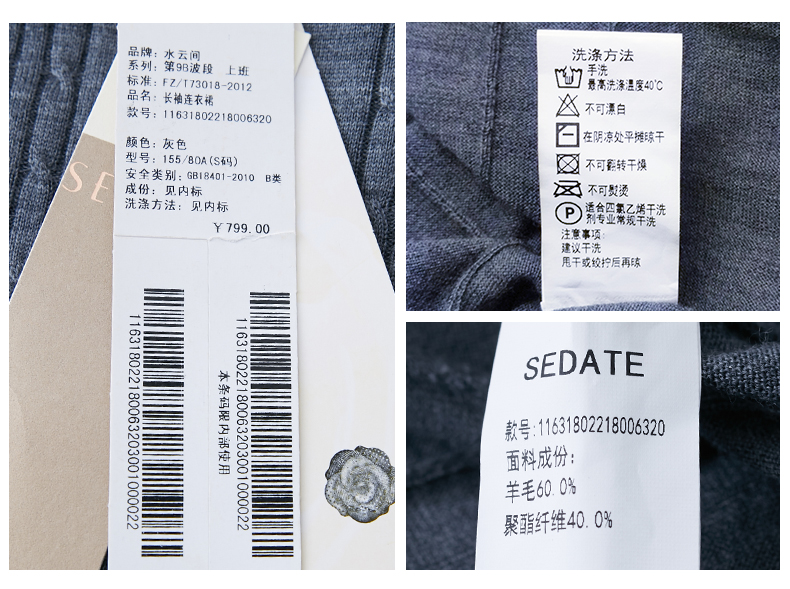 品牌：水云间
系列：第9B波段 上班
标准：FZ/T73018-2012
品名：长袖连衣裙
款号：11631802218006320
颜色：灰色
型号：155/80A(S码)
安全类别：GB18401-2010 B类
成份：见内标
洗涤方法：见内标
￥799.00
11631802218006320300100002 2
本条码限内部使用
11631802218006320300100002 2
SE
洗涤方法
手洗
最高洗涤温度40℃
不可漂白
在阴凉处平摊晾干
不可翻转干燥
不可熨烫
P
适合四氯乙烯干洗
剂专业常规干洗
注意事项：
建议干洗
甩干或绞拧后再晾
SEDATE
款号：11631802218006320
面料成份：
羊毛60.0%
聚酯纤维40.0%